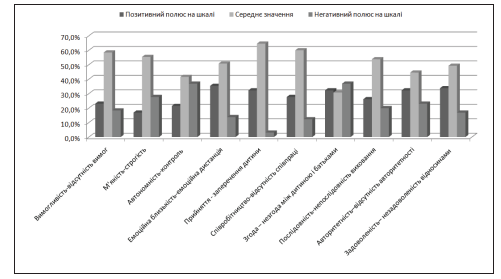 Позитивний полюс на шкалі Середнє значення Негативний полюс на шкалі
70,0%
60,0%
50,0%
40,0%
30,0%
20,0%
10,0%
0,0%
Вимогливість-відсутність вимог
М'якість-строгість
Автономність-контроль
Емоційна близькість-емоційна дистанція
Прийняття - заперечення дитини
Співробітництво-відсутність співпраці
Згода – незгода між дитиною і батьками
Послідовність-непослідовність виховання
Авторитетність-відсутність авторитетності
Задоволеність– незадоволеність відносинами